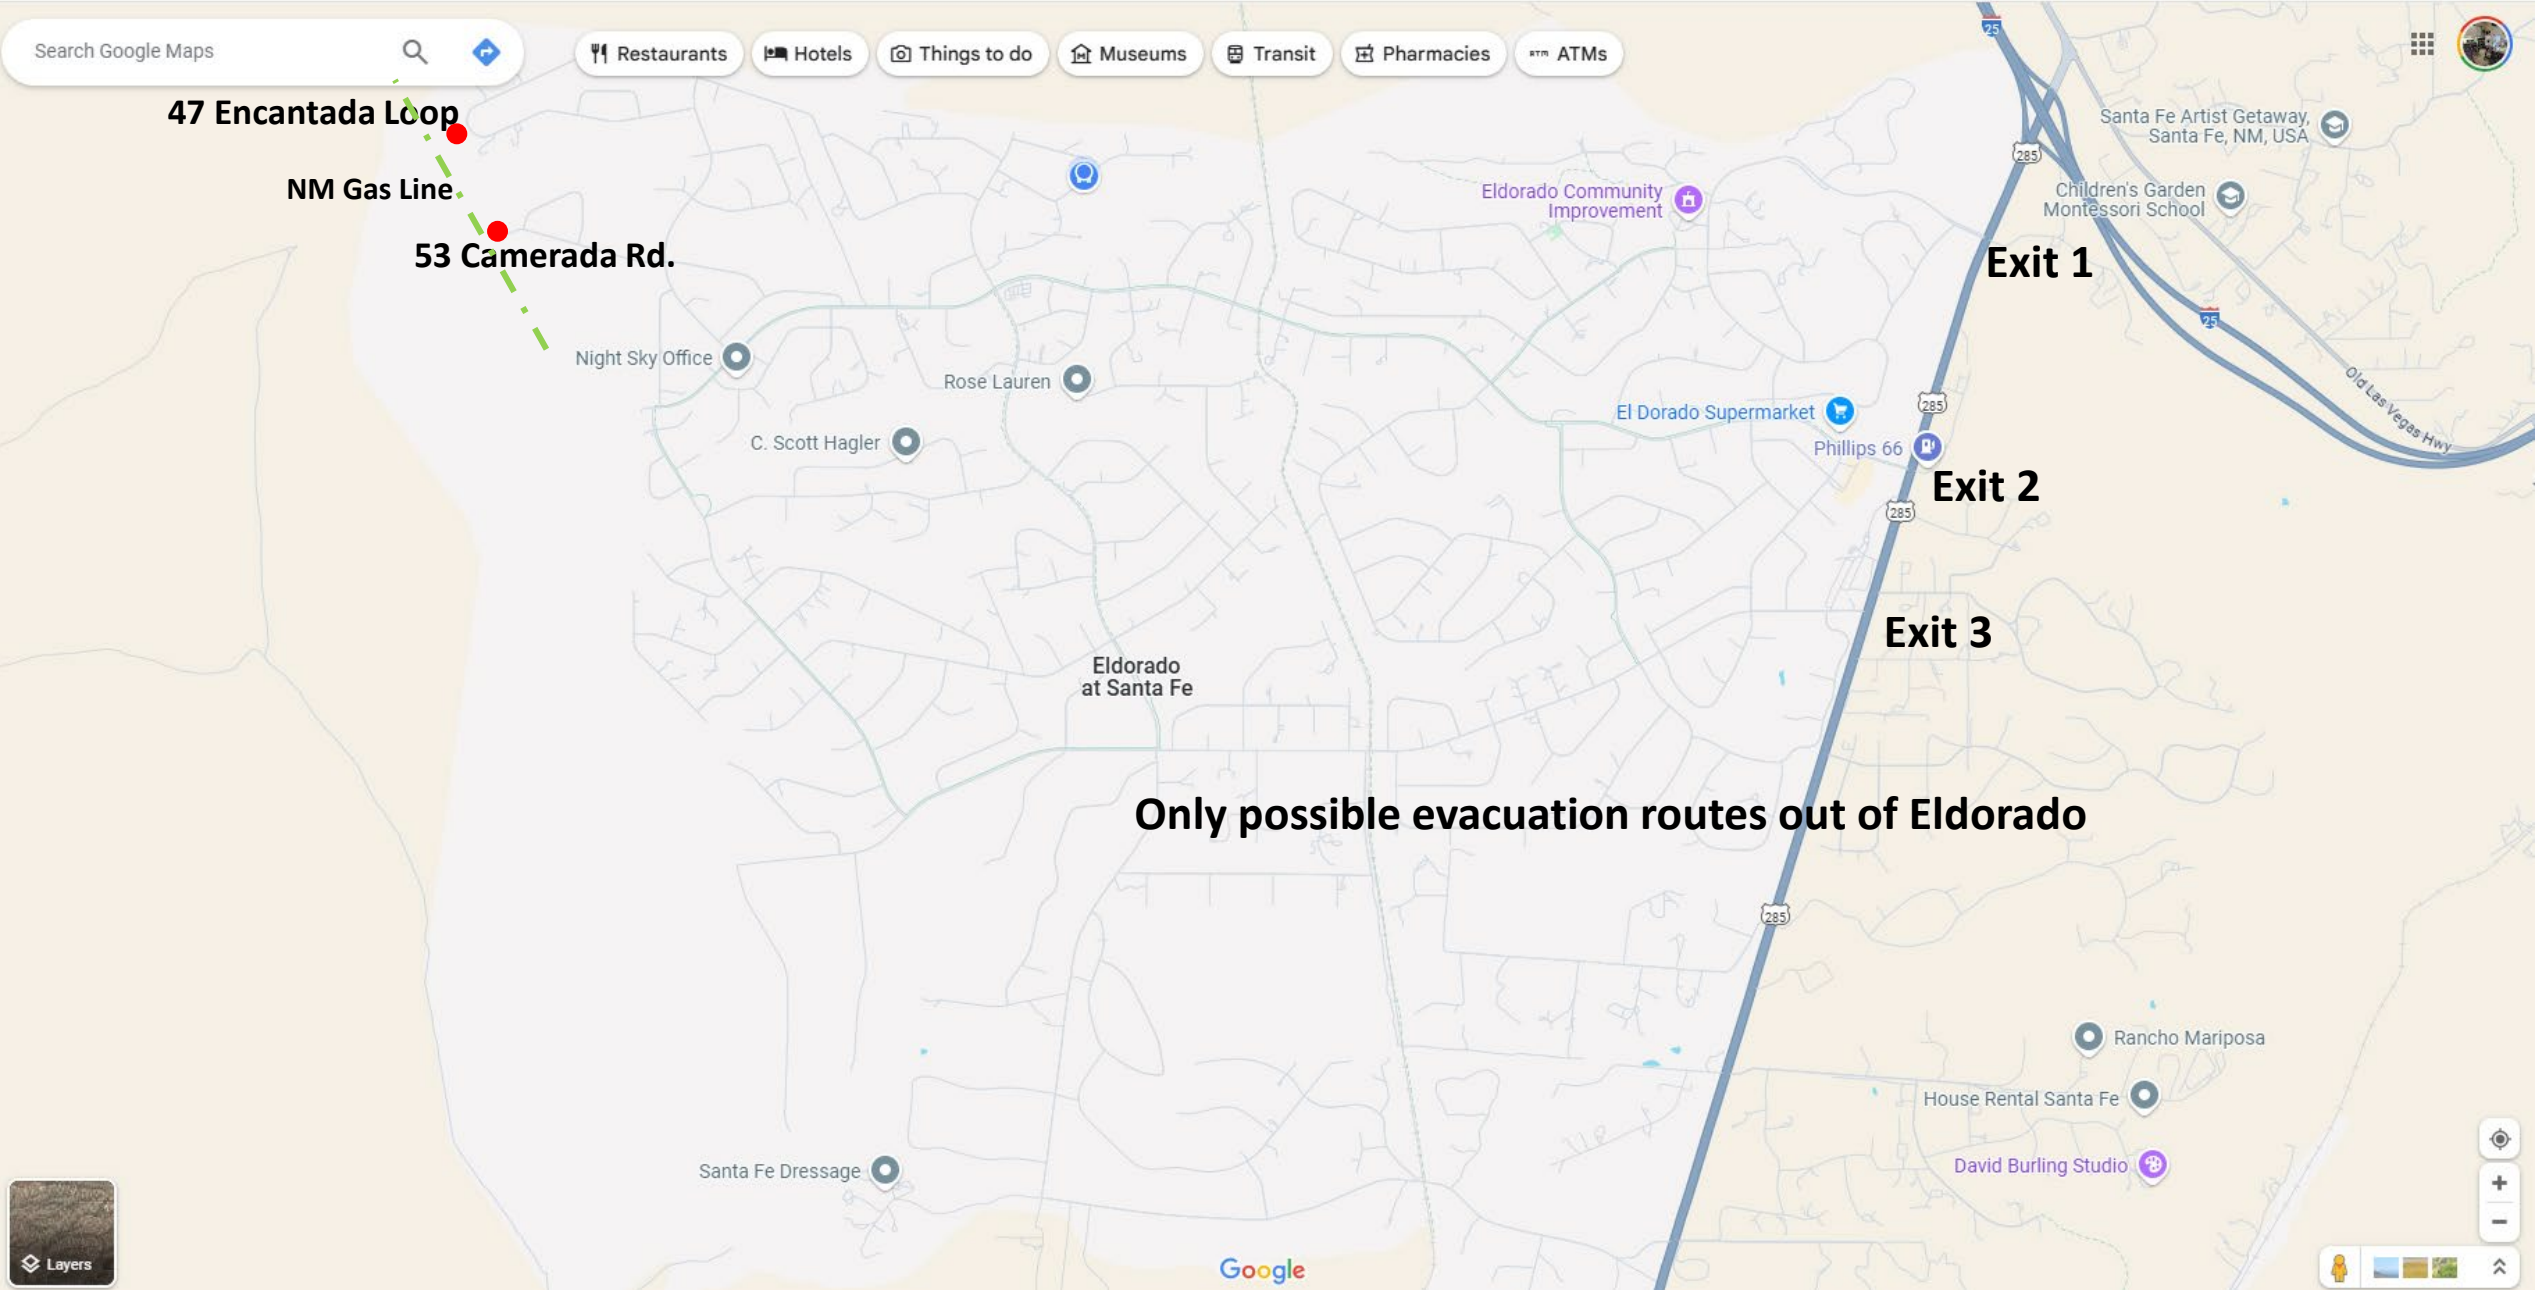 Search Google Maps
Restaurants
Hotels
Things to do
Museums
Transit
Pharmacies
ATMs
25
47 Encantada Loop
Santa Fe Artist Getaway,
Santa Fe, NM, USA
285
NM Gas Line
Eldorado Community
Improvement
Children's Garden
Montessori School
53 Camerada Rd.
Exit 1
25
Night Sky Office
Rose Lauren
Old Las Vegas Hwy
El Dorado Supermarket
285
C. Scott Hagler
Phillips 66
Exit 2
285
Exit 3
Eldorado
at Santa Fe
Only possible evacuation routes out of Eldorado
285
Rancho Mariposa
House Rental Santa Fe
Santa Fe Dressage
David Burling Studio
Layers
Google